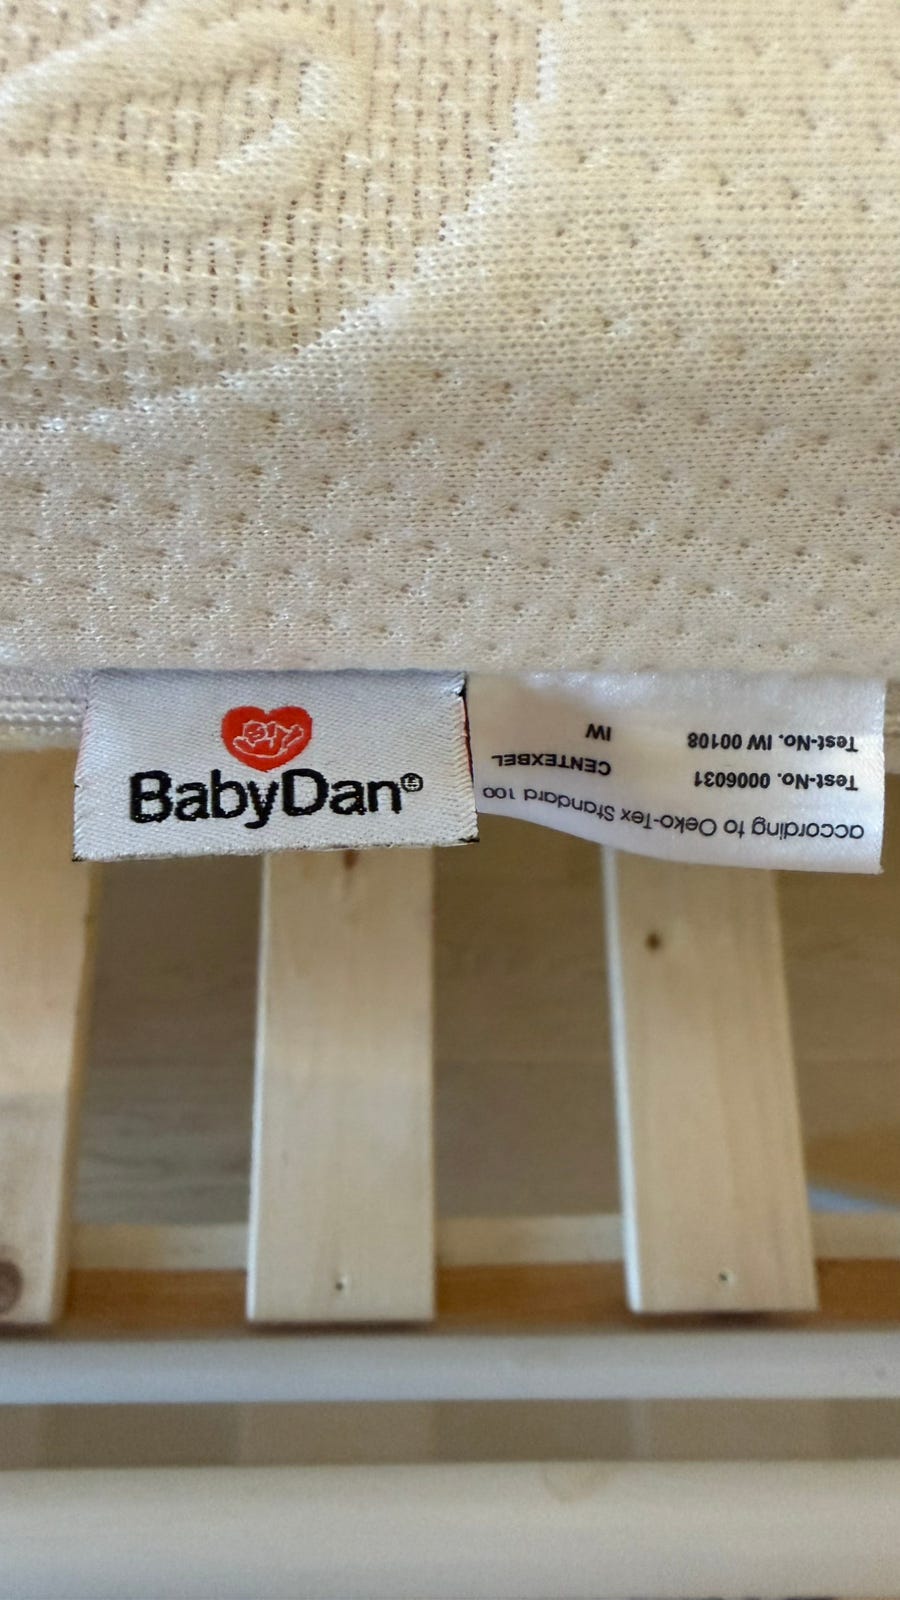 BabyDan®
according to Oeko-Tex Standard 100
Test-No. 0006031 CENTEXBEL
Test-No. IW 00108 IW